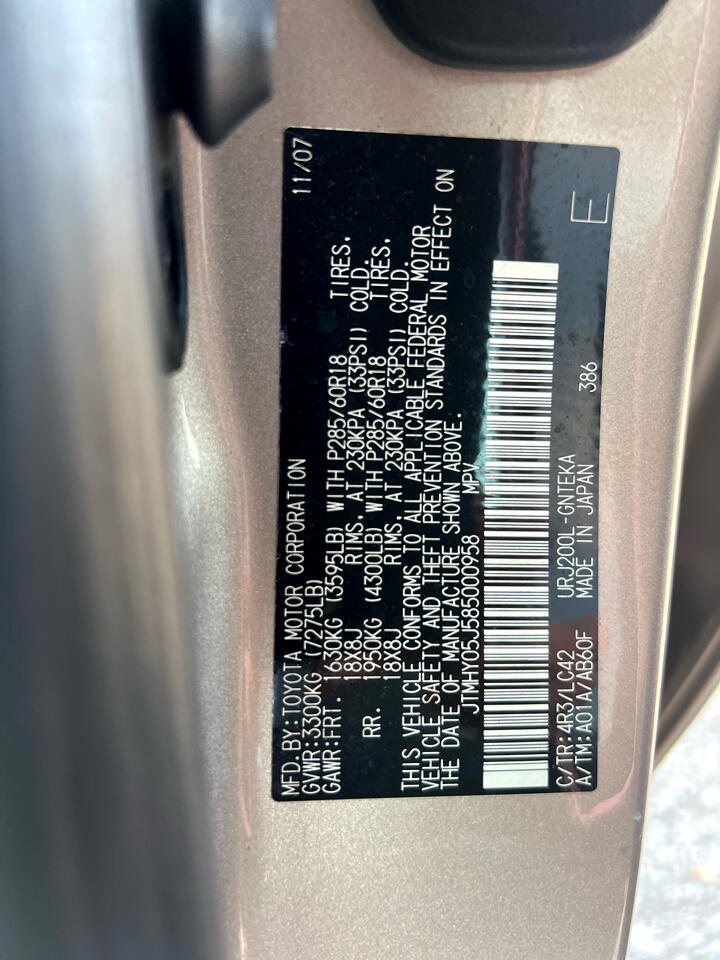 MFD.BY:TOYOTA MOTOR CORPORATION 11/07
GVWR:3300KG (7275LB)
GAWR:FRT. 1630KG (3595LB) WITH P285/60R18 TIRES.
18X8J RIMS, AT 230KPA (33PSI) COLD.
RR. 1950KG (4300LB) WITH P285/60R18 TIRES.
18X8J RIMS, AT 230KPA (33PSI) COLD.
THIS VEHICLE CONFORMS TO ALL APPLICABLE FEDERAL MOTOR
VEHICLE SAFETY AND THEFT PREVENTION STANDARDS IN EFFECT ON
THE DATE OF MANUFACTURE SHOWN ABOVE.
JTMHY05J585000958 MPV
C/TR:4R3/LC42 URJ200L-GNTEKA
A/TM:A01A/AB60F MADE IN JAPAN 386 E